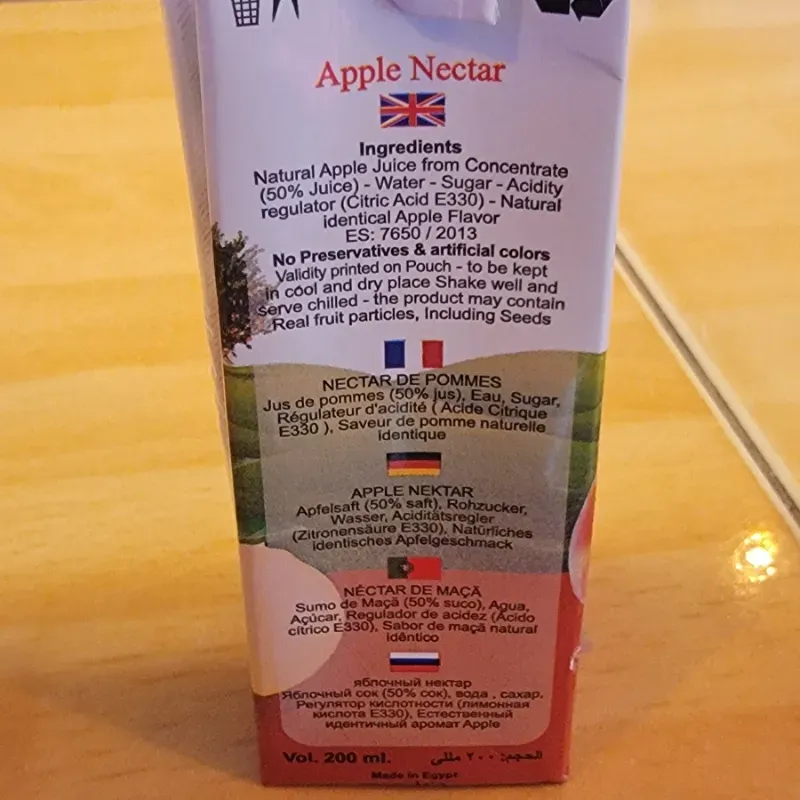 Apple Nectar
Ingredients
Natural Apple Juice from Concentrate
(50% Juice) - Water - Sugar - Acidity
regulator (Citric Acid E330) - Natural
identical Apple Flavor
ES: 7650 / 2013
No Preservatives & artificial colors
Validity printed on Pouch - to be kept
in cool and dry place Shake well and
serve chilled - the product may contain
Real fruit particles, Including Seeds
NECTAR DE POMMES
Jus de pommes (50% jus), Eau, Sugar,
Régulateur d'acidité ( Acide Citrique
E330 ), Saveur de pomme naturelle
identique
APPLE NEKTAR
Apfelsaft (50% saft), Rohzucker,
Wasser, Aciditätsregler
(Zitronensäure E330), Natürliches
identisches Apfelgeschmack
NÉCTAR DE MAÇÃ
Sumo de Maçã (50% suco), Agua,
Açúcar, Regulador de acidez (Ácido
cítrico E330), Sabor de maçã natural
idêntico
яблочный нектар
Яблочный сок (50% сок), вода , сахар,
Регулятор кислотности (лимонная
кислота E330), Естественный
идентичный аромат Apple
Vol. 200 ml. الحجم: ٢٠٠ مللي
Made in Egypt